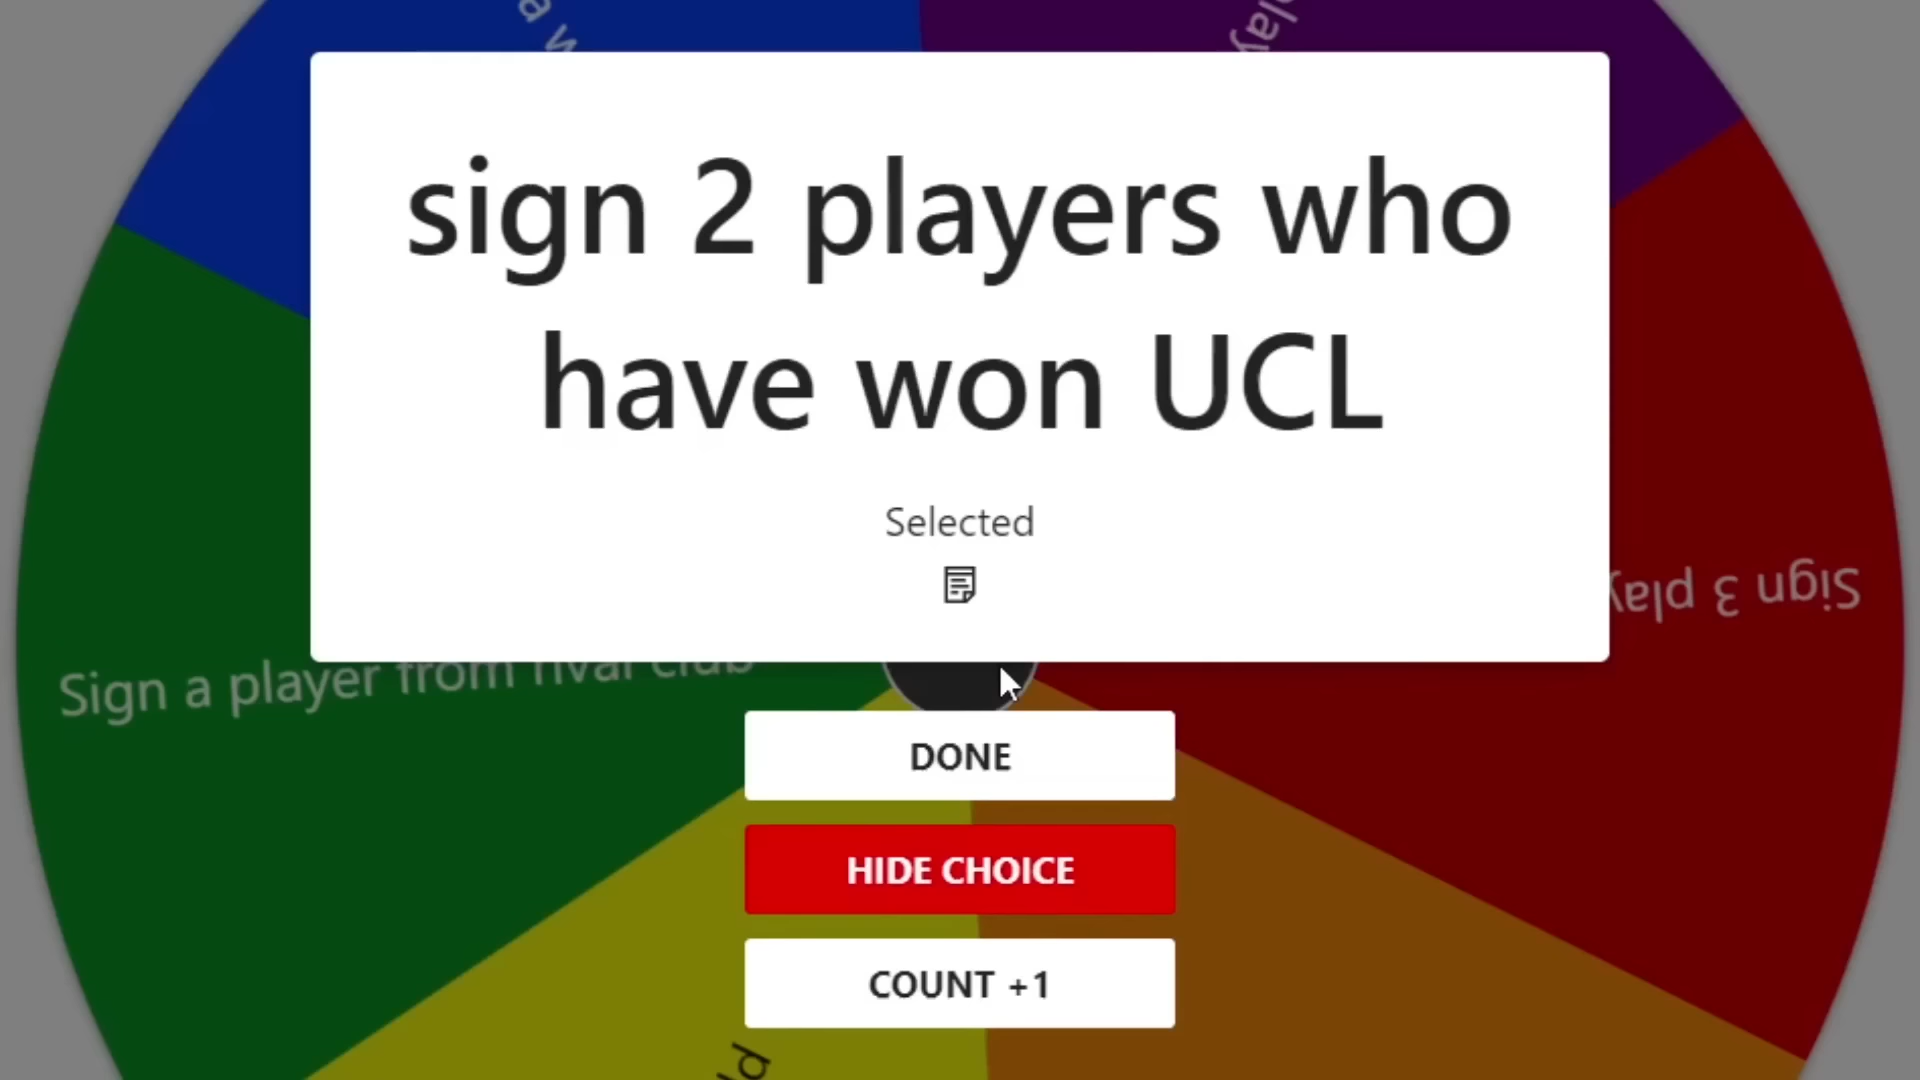 a w
play
sign 2 players who
have won UCL
Selected
Sign 3 play
Sign a player from rival club
DONE
HIDE CHOICE
COUNT +1